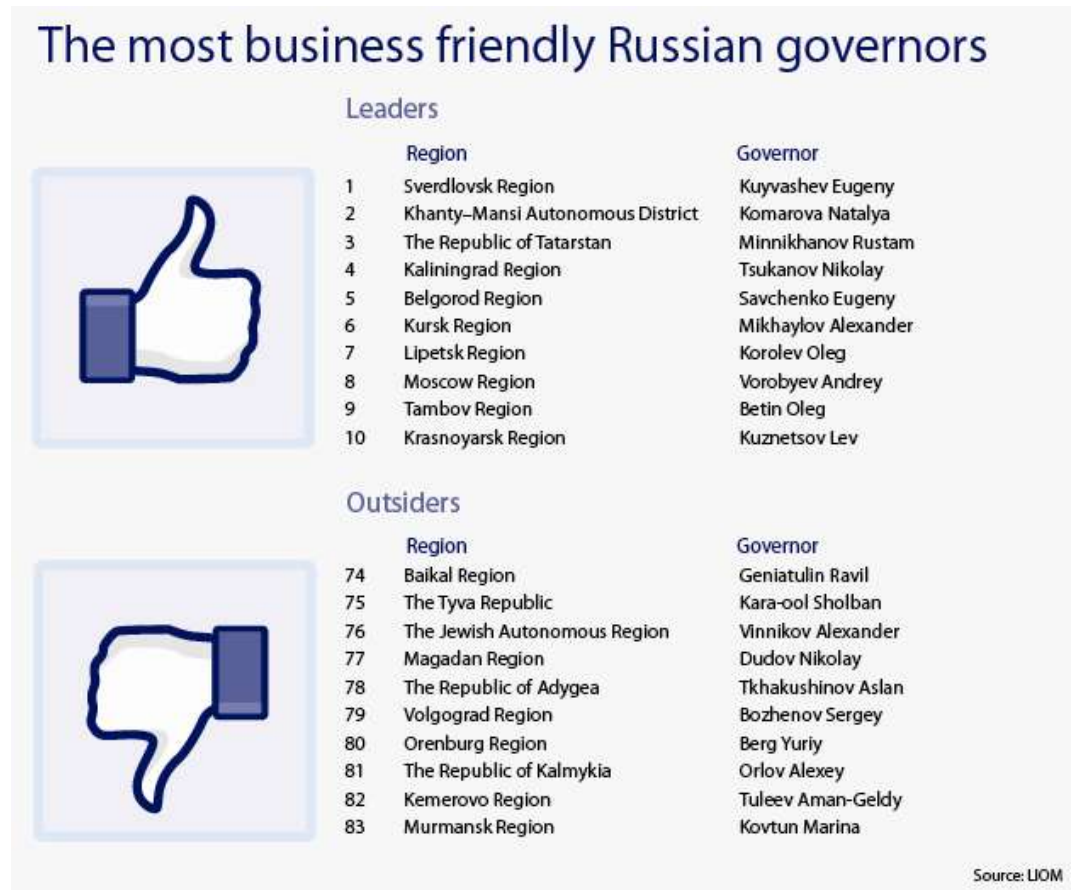 The most business friendly Russian governors
Leaders
Region Governor
1 Sverdlovsk Region Kuyvashev Eugeny
2 Khanty–Mansi Autonomous District Komarova Natalya
3 The Republic of Tatarstan Minnikhanov Rustam
4 Kaliningrad Region Tsukanov Nikolay
5 Belgorod Region Savchenko Eugeny
6 Kursk Region Mikhaylov Alexander
7 Lipetsk Region Korolev Oleg
8 Moscow Region Vorobyev Andrey
9 Tambov Region Betin Oleg
10 Krasnoyarsk Region Kuznetsov Lev
Outsiders
Region Governor
74 Baikal Region Geniatulin Ravil
75 The Tyva Republic Kara-ool Sholban
76 The Jewish Autonomous Region Vinnikov Alexander
77 Magadan Region Dudov Nikolay
78 The Republic of Adygea Tkhakushinov Aslan
79 Volgograd Region Bozhenov Sergey
80 Orenburg Region Berg Yuriy
81 The Republic of Kalmykia Orlov Alexey
82 Kemerovo Region Tuleev Aman-Geldy
83 Murmansk Region Kovtun Marina
Source: LIOM